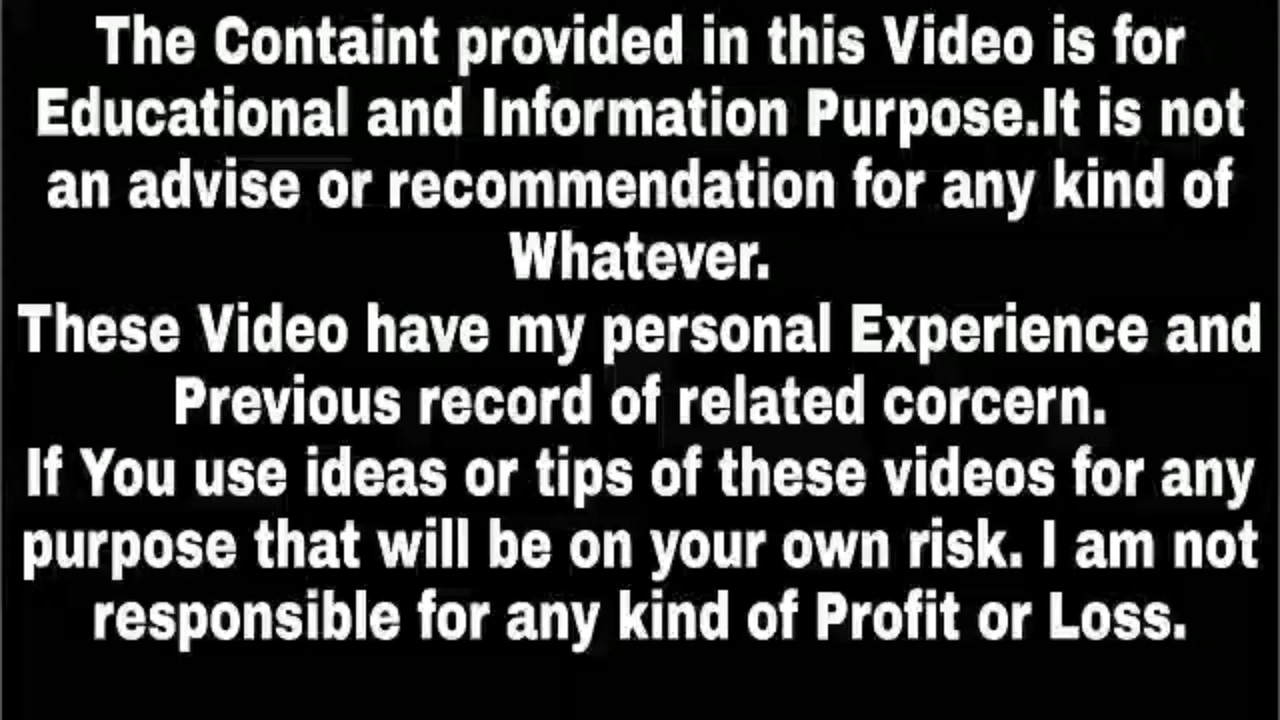 The Containt provided in this Video is for
Educational and Information Purpose.It is not
an advise or recommendation for any kind of
Whatever.
These Video have my personal Experience and
Previous record of related corcern.
If You use ideas or tips of these videos for any
purpose that will be on your own risk. I am not
responsible for any kind of Profit or Loss.